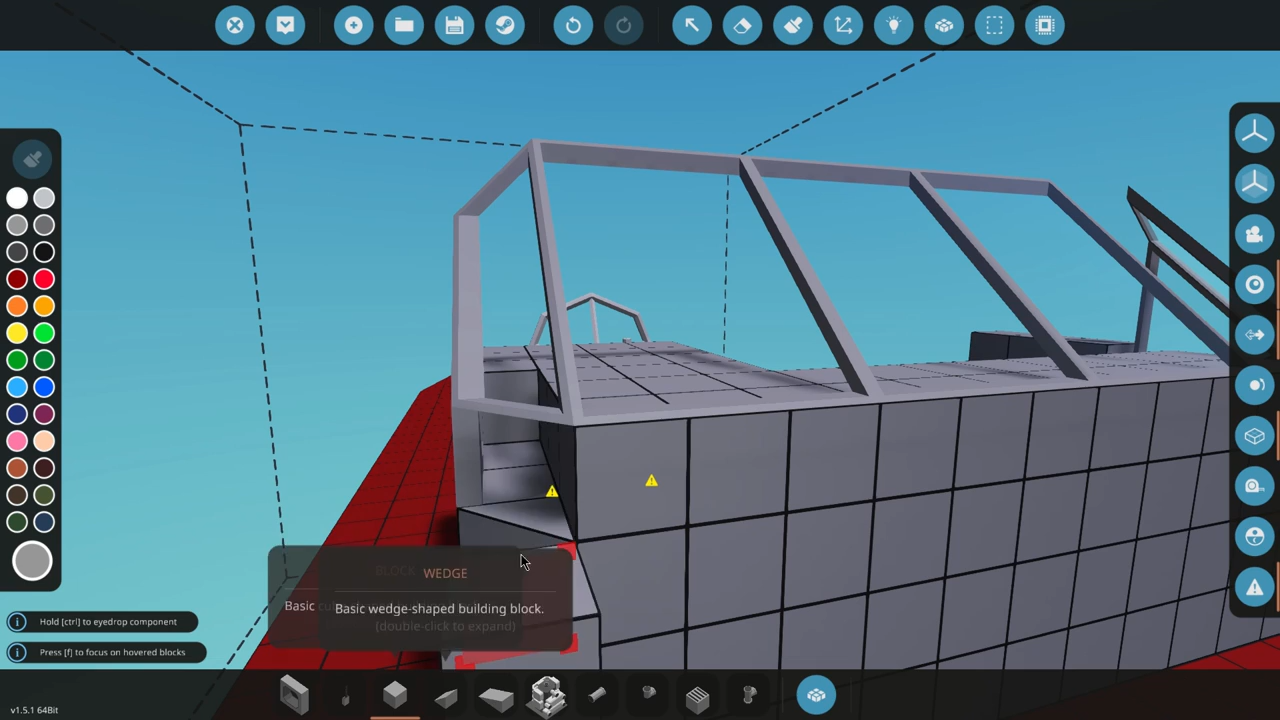 Hold [ctrl] to eyedrop component
Press [f] to focus on hovered blocks
BLOCK
WEDGE
Basic
Basic wedge-shaped building block.
(double-click to expand)
v1.5.1 64Bit